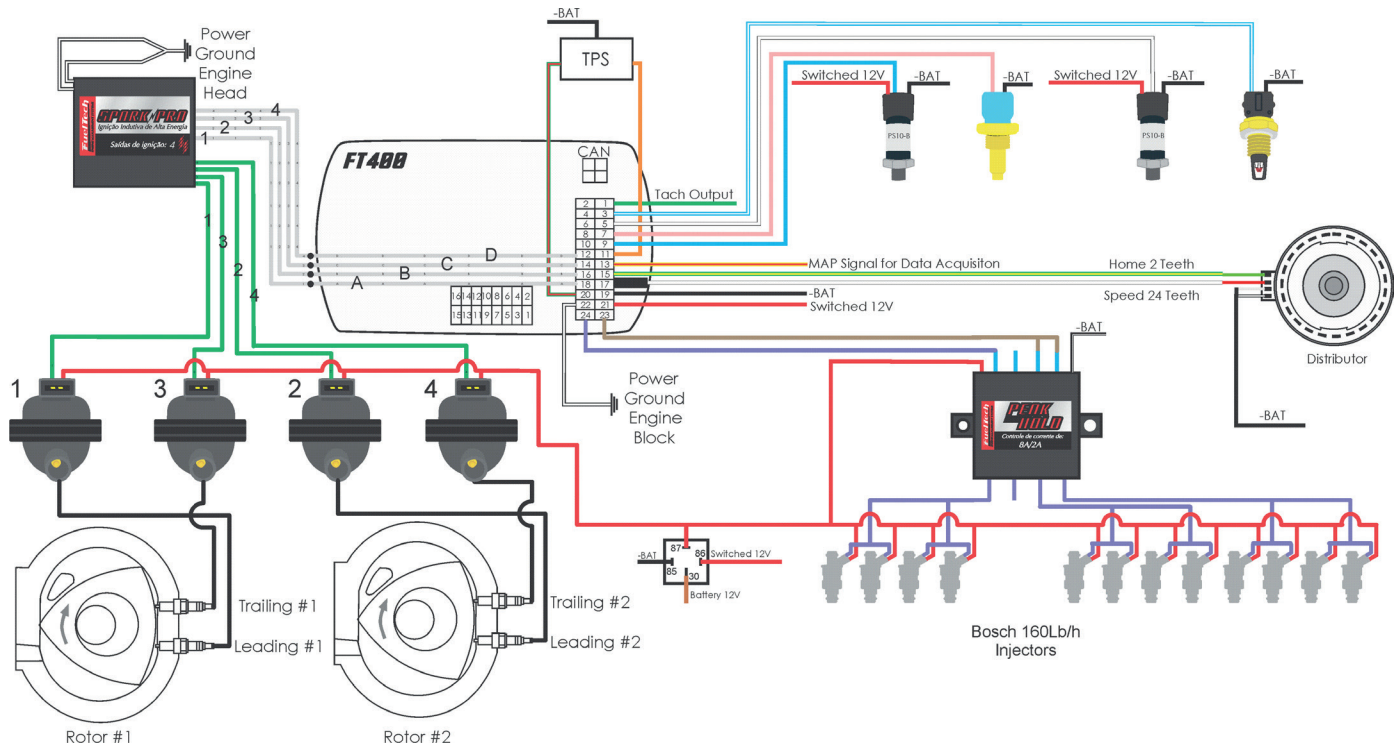 -BAT
Power
Ground
Engine
Head
TPS
FuelTech
SPARK PRO
Ignição Indutiva de Alta Energia
Saídas de ignição: 4
4
3
2
1
Switched 12V
-BAT
-BAT
Switched 12V
-BAT
-BAT
PS10-B
PS10-B
FT400
CAN
Tach Output
2 1
4 3
6 5
8 7
10 9
12 11
14 13
16 15
18 17
20 19
22 21
24 23
A B C D
16 14 12 10 8 6 4 2
15 13 11 9 7 5 3 1
MAP Signal for Data Acquisiton
-BAT
Switched 12V
Home 2 Teeth
Speed 24 Teeth
Distributor
-BAT
1
3
2
4
1
3
2
4
Power
Ground
Engine
Block
-BAT
FuelTech
PEAK
HOLD
Controle de corrente de:
8A/2A
87
86
85
30
-BAT
Switched 12V
Battery 12V
Trailing #1
Leading #1
Trailing #2
Leading #2
Bosch 160Lb/h
Injectors
Rotor #1
Rotor #2